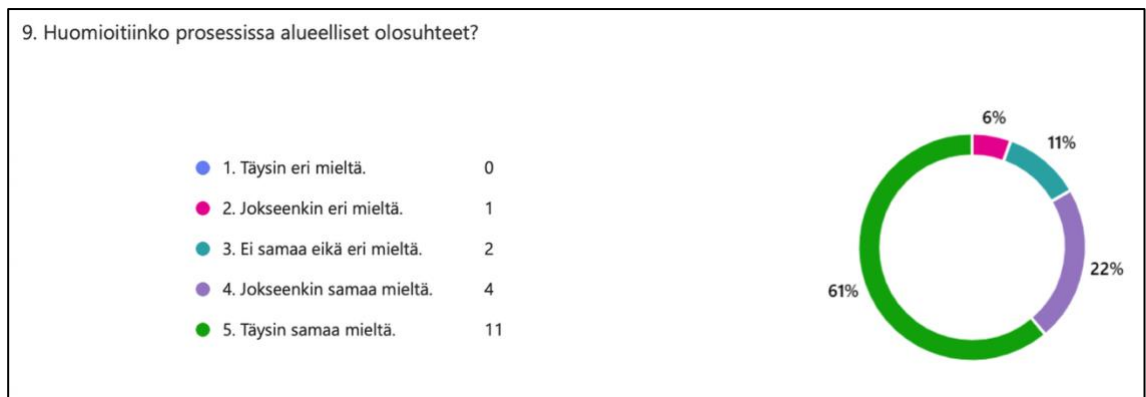 9. Huomioitiinko prosessissa alueelliset olosuhteet?
1. Täysin eri mieltä. 0
2. Jokseenkin eri mieltä. 1
3. Ei samaa eikä eri mieltä. 2
4. Jokseenkin samaa mieltä. 4
5. Täysin samaa mieltä. 11
6%
11%
22%
61%